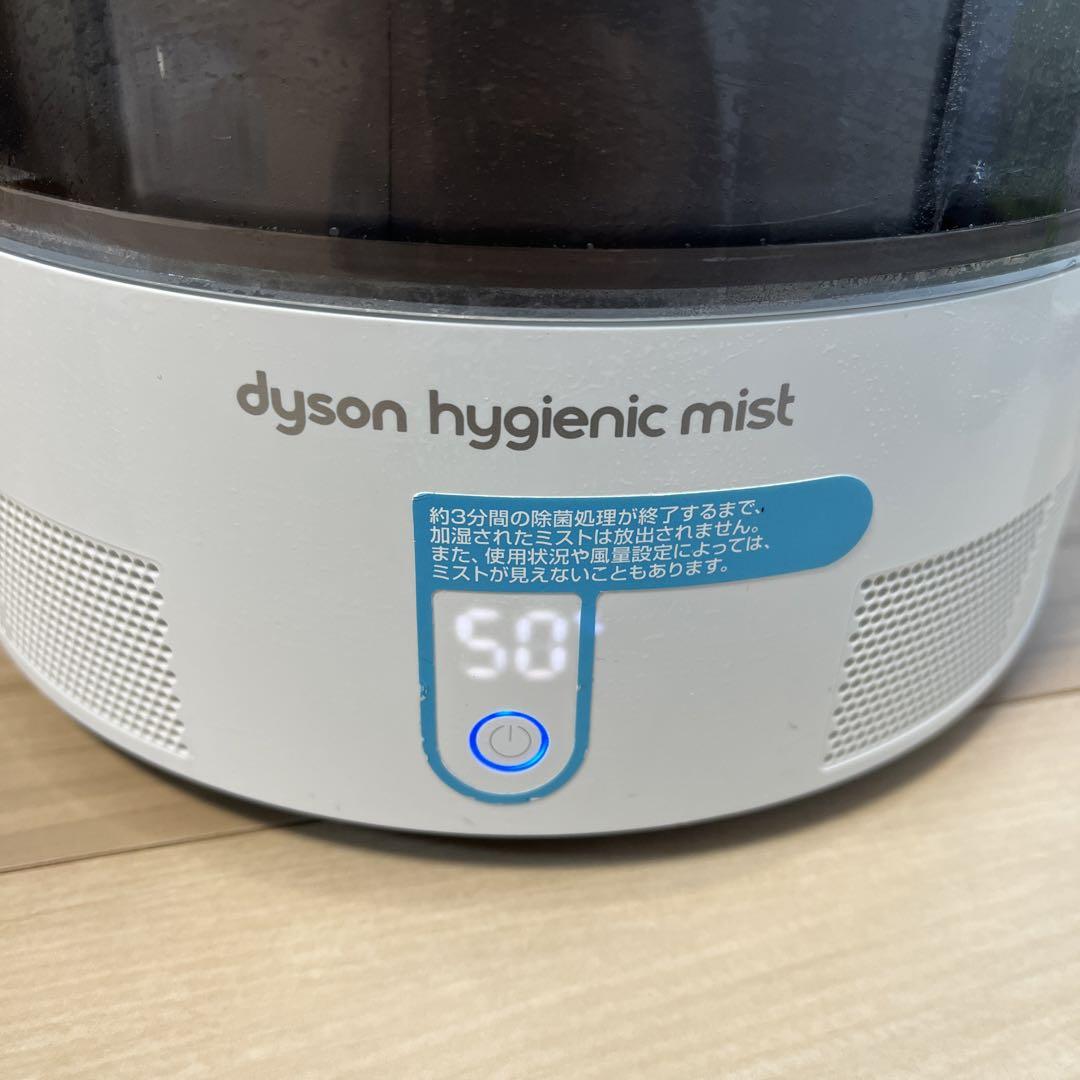 dyson hygienic mist
約3分間の除菌処理が終了するまで、
加湿されたミストは放出されません。
また、使用状況や風量設定によっては、
ミストが見えないこともあります。
50